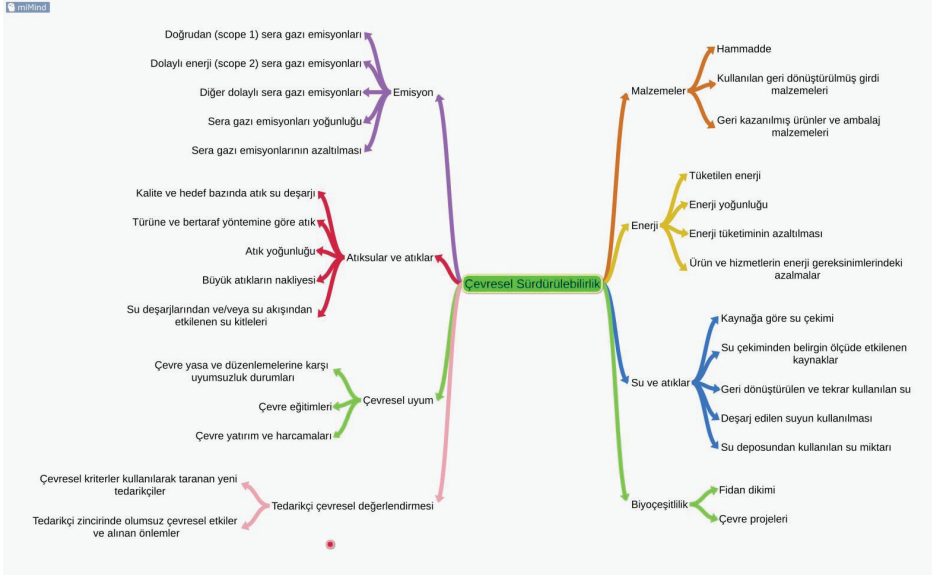 miMind
Doğrudan (scope 1) sera gazı emisyonları
Dolaylı enerji (scope 2) sera gazı emisyonları
Diğer dolaylı sera gazı emisyonları
Sera gazı emisyonları yoğunluğu
Sera gazı emisyonlarının azaltılması
Emisyon
Kalite ve hedef bazında atık su deşarjı
Türüne ve bertaraf yöntemine göre atık
Atık yoğunluğu
Büyük atıkların nakliyesi
Su deşarjlarından ve/veya su akışından
etkilenen su kitleleri
Atıksular ve atıklar
Çevre yasa ve düzenlemelerine karşı
uyumsuzluk durumları
Çevre eğitimleri
Çevre yatırım ve harcamaları
Çevresel uyum
Çevresel kriterler kullanılarak taranan yeni
tedarikçiler
Tedarikçi zincirinde olumsuz çevresel etkiler
ve alınan önlemler
Tedarikçi çevresel değerlendirmesi
Çevresel Sürdürülebilirlik
Malzemeler
Hammadde
Kullanılan geri dönüştürülmüş girdi
malzemeleri
Geri kazanılmış ürünler ve ambalaj
malzemeleri
Enerji
Tüketilen enerji
Enerji yoğunluğu
Enerji tüketiminin azaltılması
Ürün ve hizmetlerin enerji gereksinimlerindeki
azalmalar
Su ve atıklar
Kaynağa göre su çekimi
Su çekiminden belirgin ölçüde etkilenen
kaynaklar
Geri dönüştürülen ve tekrar kullanılan su
Deşarj edilen suyun kullanılması
Su deposundan kullanılan su miktarı
Biyoçeşitlilik
Fidan dikimi
Çevre projeleri